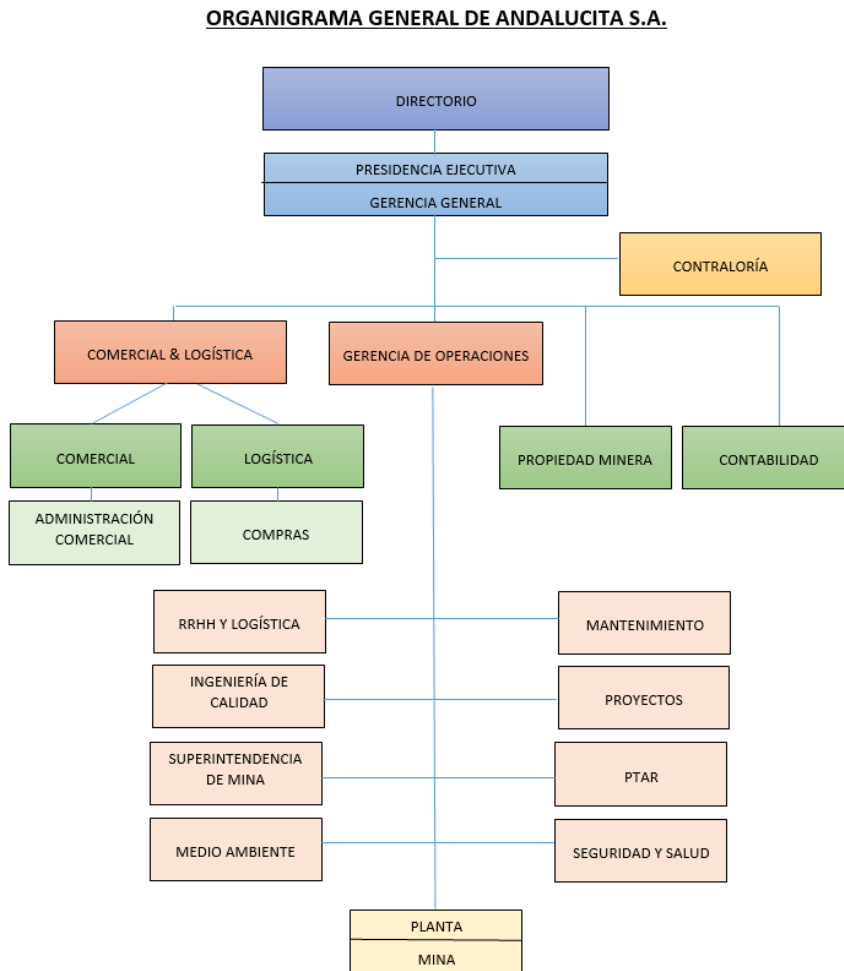 ORGANIGRAMA GENERAL DE ANDALUCITA S.A.
DIRECTORIO
PRESIDENCIA EJECUTIVA
GERENCIA GENERAL
CONTRALORÍA
COMERCIAL & LOGÍSTICA
GERENCIA DE OPERACIONES
COMERCIAL
LOGÍSTICA
PROPIEDAD MINERA
CONTABILIDAD
ADMINISTRACIÓN
COMERCIAL
COMPRAS
RRHH Y LOGÍSTICA
MANTENIMIENTO
INGENIERÍA DE
CALIDAD
PROYECTOS
SUPERINTENDENCIA
DE MINA
PTAR
MEDIO AMBIENTE
SEGURIDAD Y SALUD
PLANTA
MINA